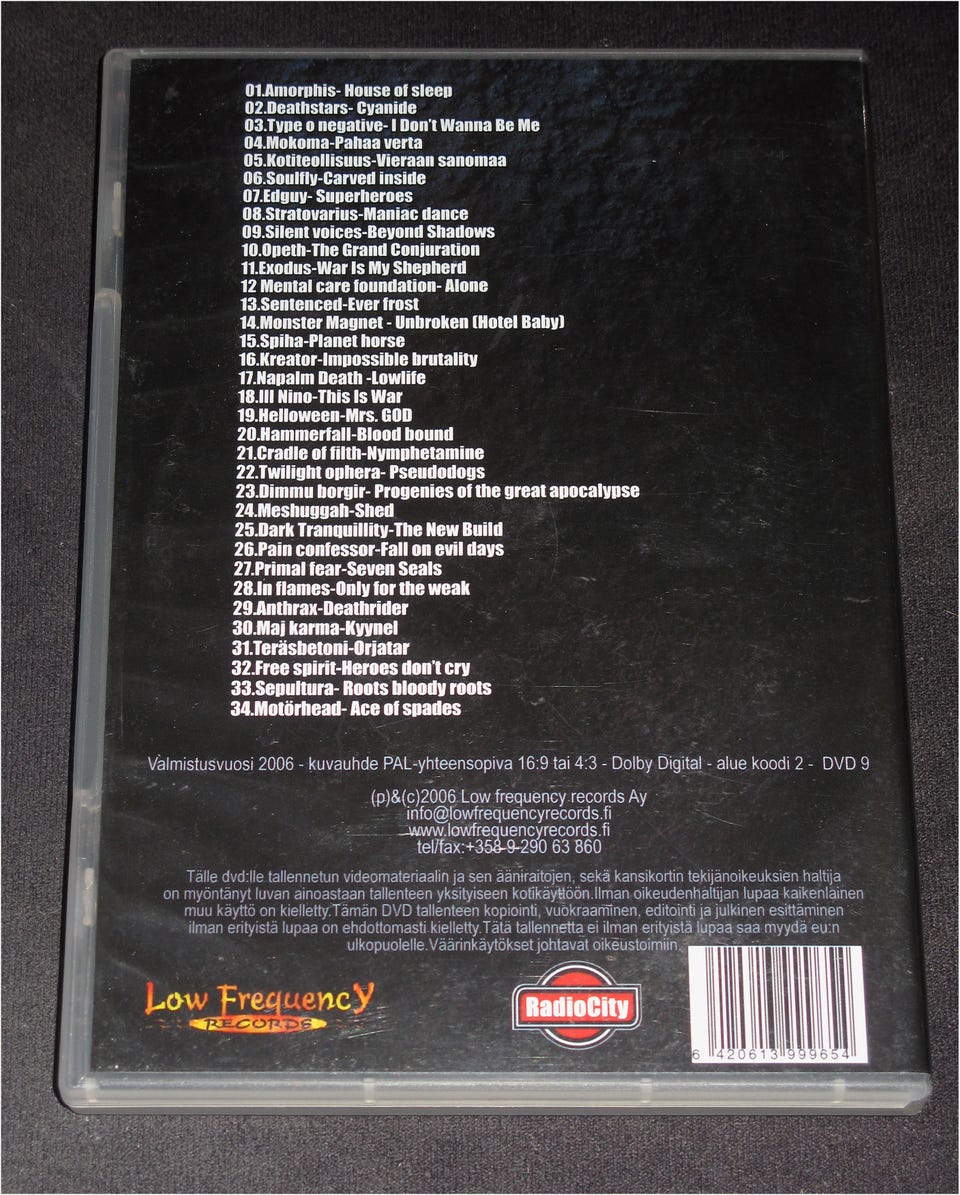 01.Amorphis- House of sleep
02.Deathstars- Cyanide
03.Type o negative- I Don't Wanna Be Me
04.Mokoma-Pahaa verta
05.Kotiteollisuus-Vieraan sanomaa
06.Soulfly-Carved inside
07.Edguy- Superheroes
08.Stratovarius-Maniac dance
09.Silent voices-Beyond Shadows
10.Opeth-The Grand Conjuration
11.Exodus-War Is My Shepherd
12 Mental care foundation- Alone
13.Sentenced-Ever frost
14.Monster Magnet - Unbroken (Hotel Baby)
15.Spiha-Planet horse
16.Kreator-Impossible brutality
17.Napalm Death -Lowlife
18.Ill Nino-This Is War
19.Helloween-Mrs. GOD
20.Hammerfall-Blood bound
21.Cradle of filth-Nymphetamine
22.Twilight ophera- Pseudodogs
23.Dimmu borgir- Progenies of the great apocalypse
24.Meshuggah-Shed
25.Dark Tranquillity-The New Build
26.Pain confessor-Fall on evil days
27.Primal fear-Seven Seals
28.In flames-Only for the weak
29.Anthrax-Deathrider
30.Maj karma-Kyynel
31.Teräsbetoni-Orjatar
32.Free spirit-Heroes don't cry
33.Sepultura- Roots bloody roots
34.Motörhead- Ace of spades
Valmistusvuosi 2006 - kuvauhde PAL-yhteensopiva 16:9 tai 4:3 - Dolby Digital - alue koodi 2 - DVD 9
(p)&(c)2006 Low frequency records Ay
info@lowfrequencyrecords.fi
www.lowfrequencyrecords.fi
tel/fax:+358-9-290 63 860
Tälle dvd:lle tallennetun videomateriaalin ja sen ääniraitojen, sekä kansikortin tekijänoikeuksien haltija
on myöntänyt luvan ainoastaan tallenteen yksityiseen kotikäyttöön.Ilman oikeudenhaltijan lupaa kaikenlainen
muu käyttö on kielletty.Tämän DVD tallenteen kopiointi, vuokraaminen, editointi ja julkinen esittäminen
ilman erityistä lupaa on ehdottomasti kielletty.Tätä tallennetta ei ilman erityistä lupaa saa myydä eu:n
ulkopuolelle.Väärinkäytökset johtavat oikeustoimiin.
Low Frequency
RECORDS
RadioCity
6 420613 999654